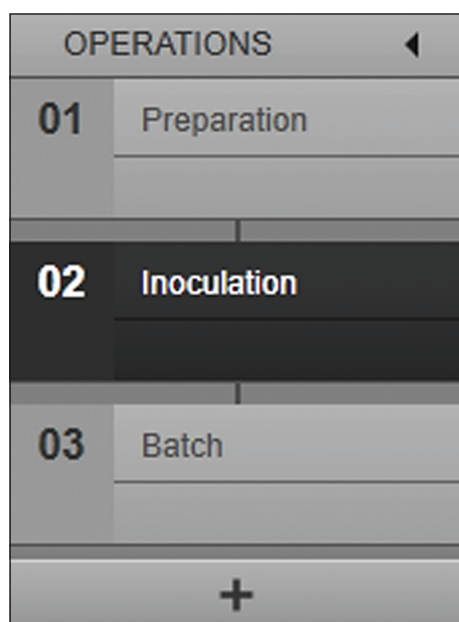 OPERATIONS
01 Preparation
02 Inoculation
03 Batch
+